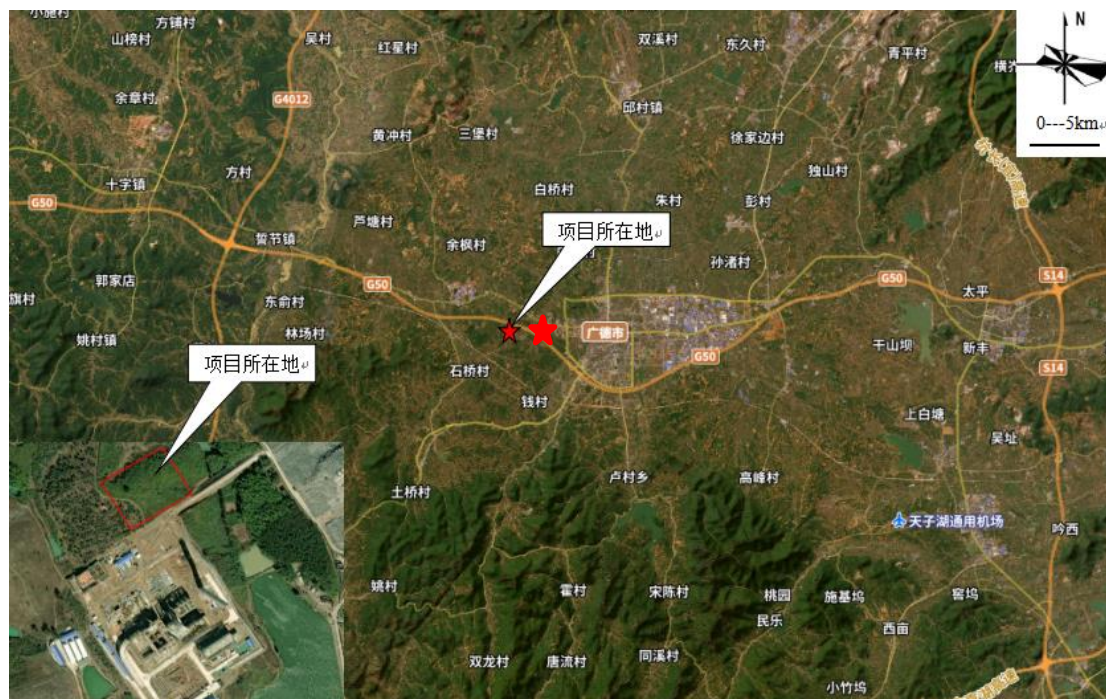 方铺村
山榜村
吴村
红星村
双溪村
东久村
青平村
N
G4012
余章村
邱村镇
0---5km
黄冲村
三堡村
徐家边村
十字镇
方村
白桥村
朱村
彭村
独山村
G50
芦塘村
项目所在地
誓节镇
余枫村
村
孙渚村
S14
郭家店
旗村
东俞村
G50
G50
太平
姚村镇
林场村
广德市
干山坝
新丰
项目所在地
石桥村
G50
S14
钱村
上白塘
吴址
土桥村
卢村乡
高峰村
天子湖通用机场
吟西
姚村
霍村
宋陈村
桃园
施基坞
窖坞
民乐
西亩
双龙村
唐流村
同溪村
小竹坞